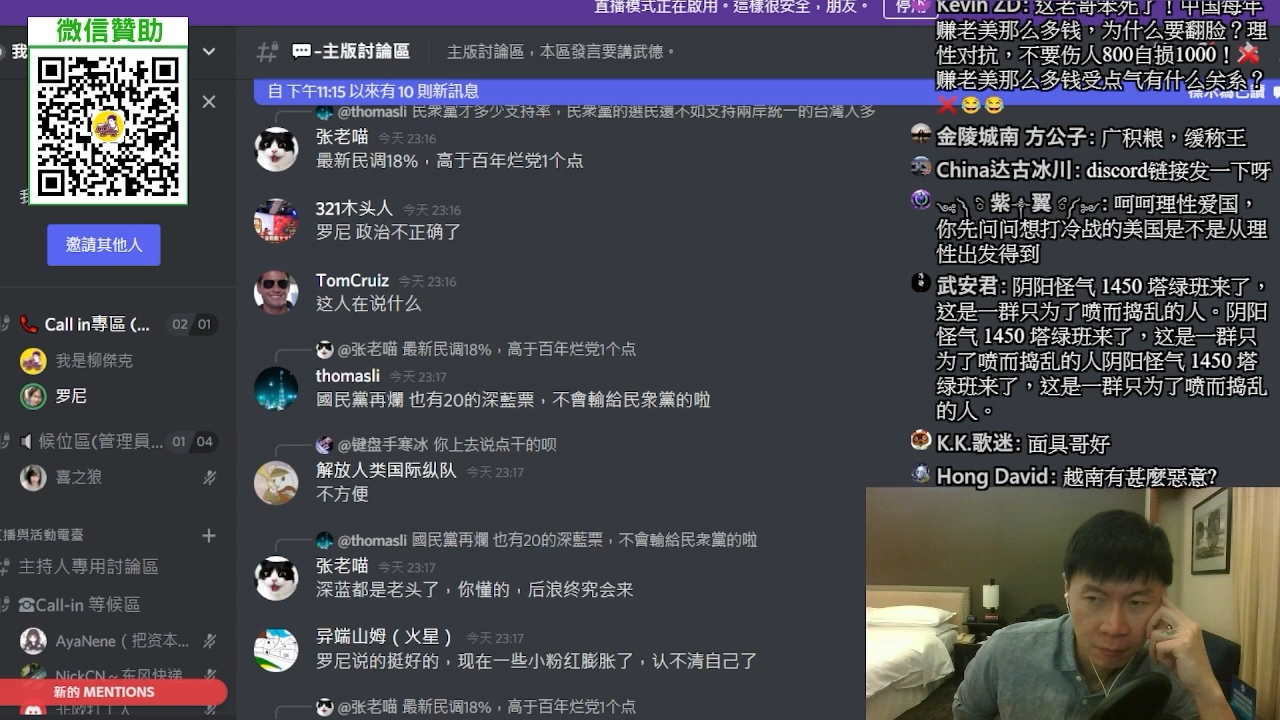 直播模式正在啟用。這樣很安全，朋友。
微信贊助
我
💬-主版討論區
主版討論區，本區發言要講武德。
自 下午11:15 以來有 10 則新訊息
邀請其他人
📞 Call in專區 (... 02 01
我是柳傑克
罗尼
候位區(管理員... 01 04
喜之狼
直播與活動電臺
主持人專用討論區
☎Call-in 等候區
AyaNene（把资本...
NickCN～东风快递
新的 MENTIONS
@thomasli 民眾黨才多少支持率，民眾黨的選民還不如支持兩岸統一的台灣人多
张老喵 今天 23:16
最新民调18%，高于百年烂党1个点
321木头人 今天 23:16
罗尼 政治不正确了
TomCruiz 今天 23:16
这人在说什么
@张老喵 最新民调18%，高于百年烂党1个点
thomasli 今天 23:17
國民黨再爛 也有20的深藍票，不會輸給民衆黨的啦
@键盘手寒冰 你上去说点干的呗
解放人类国际纵队 今天 23:17
不方便
@thomasli 國民黨再爛 也有20的深藍票，不會輸給民衆黨的啦
张老喵 今天 23:17
深蓝都是老头了，你懂的，后浪终究会来
异端山姆（火星） 今天 23:17
罗尼说的挺好的，现在一些小粉红膨胀了，认不清自己了
@张老喵 最新民调18%，高于百年烂党1个点
Kevin ZD: 这老哥笨死了！中国每年
赚老美那么多钱，为什么要翻脸？理
性对抗，不要伤人800自损1000！❌
赚老美那么多钱受点气有什么关系？
❌😂😂
金陵城南 方公子: 广积粮，缓称王
China达古冰川: discord链接发一下呀
紫 翼: 呵呵理性爱国，
你先问问想打冷战的美国是不是从理
性出发得到
武安君: 阴阳怪气 1450 塔绿班来了，
这是一群只为了喷而捣乱的人。阴阳
怪气 1450 塔绿班来了，这是一群只
为了喷而捣乱的人阴阳怪气 1450 塔
绿班来了，这是一群只为了喷而捣乱
的人。
K.K.歌迷: 面具哥好
Hong David: 越南有甚麼惡意?